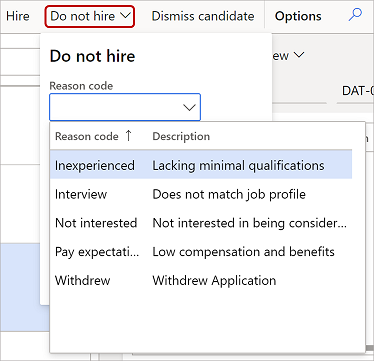 Hire Do not hire Dismiss candidate Options
Do not hire
ew
Reason code
DAT-0
Reason code ↑ Description
Inexperienced Lacking minimal qualifications
Interview Does not match job profile
Not interested Not interested in being consider...
Pay expectati... Low compensation and benefits
Withdrew Withdrew Application